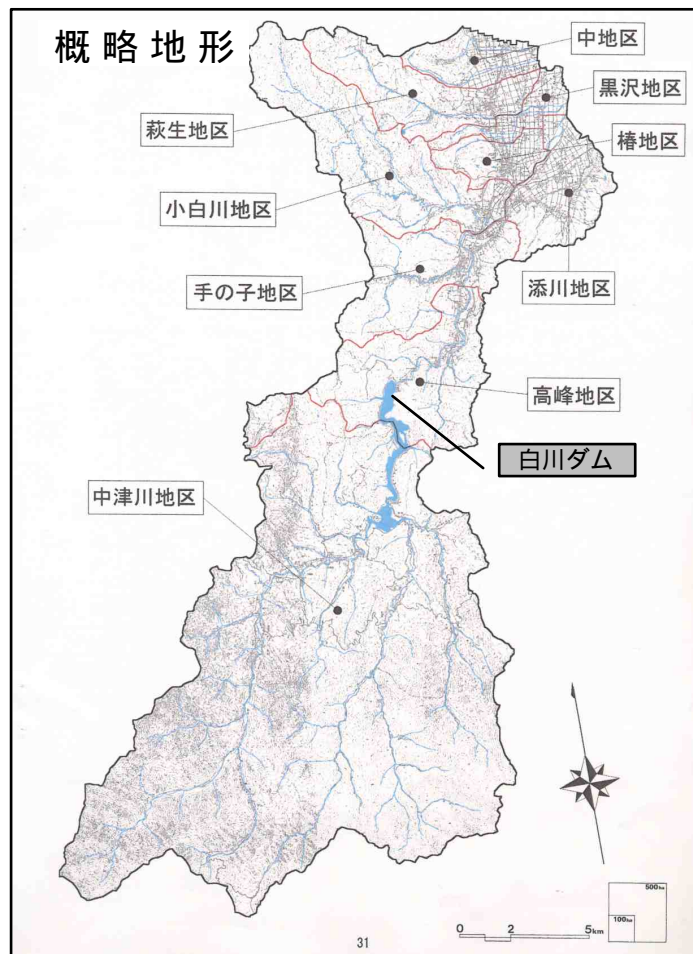 概略地形
中地区
黒沢地区
萩生地区
椿地区
小白川地区
手の子地区
添川地区
高峰地区
白川ダム
中津川地区
500ha
100ha
0 2 5km
31